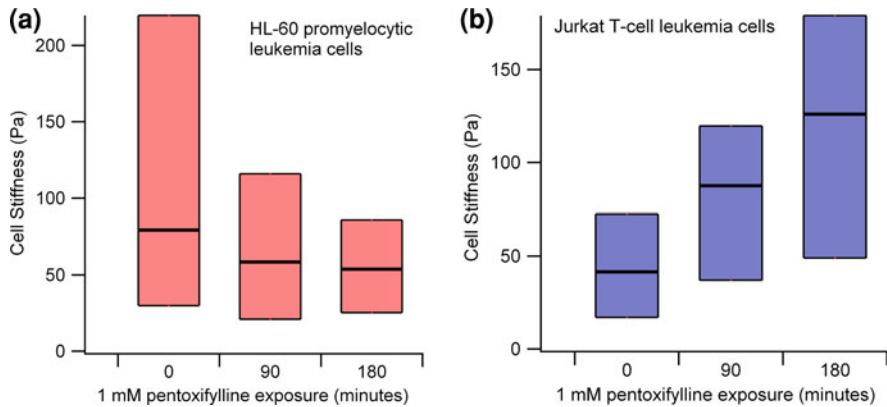 (a)
HL-60 promyelocytic
leukemia cells
Cell Stiffness (Pa)
200
150
100
50
0
0 90 180
1 mM pentoxifylline exposure (minutes)
(b)
Jurkat T-cell leukemia cells
Cell Stiffness (Pa)
150
100
50
0
0 90 180
1 mM pentoxifylline exposure (minutes)